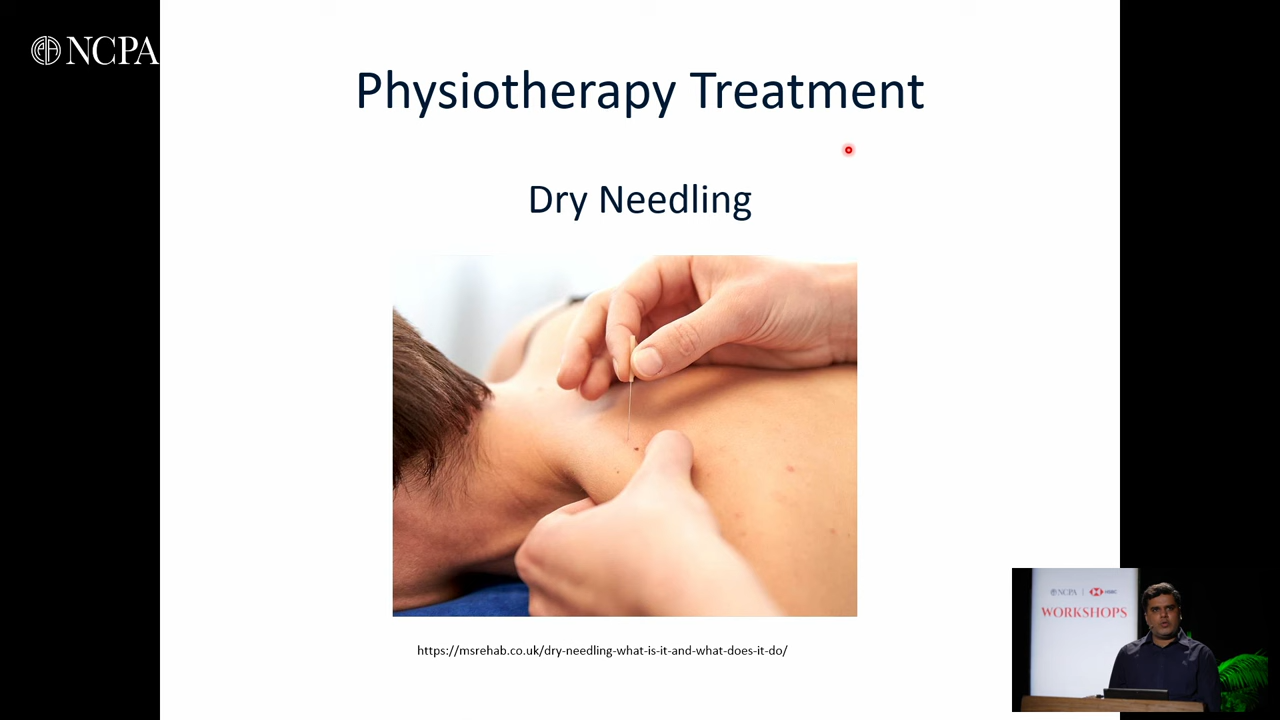 NCPA
Physiotherapy Treatment
Dry Needling
https://msrehab.co.uk/dry-needling-what-is-it-and-what-does-it-do/
NCPA | HSBC
WORKSHOPS